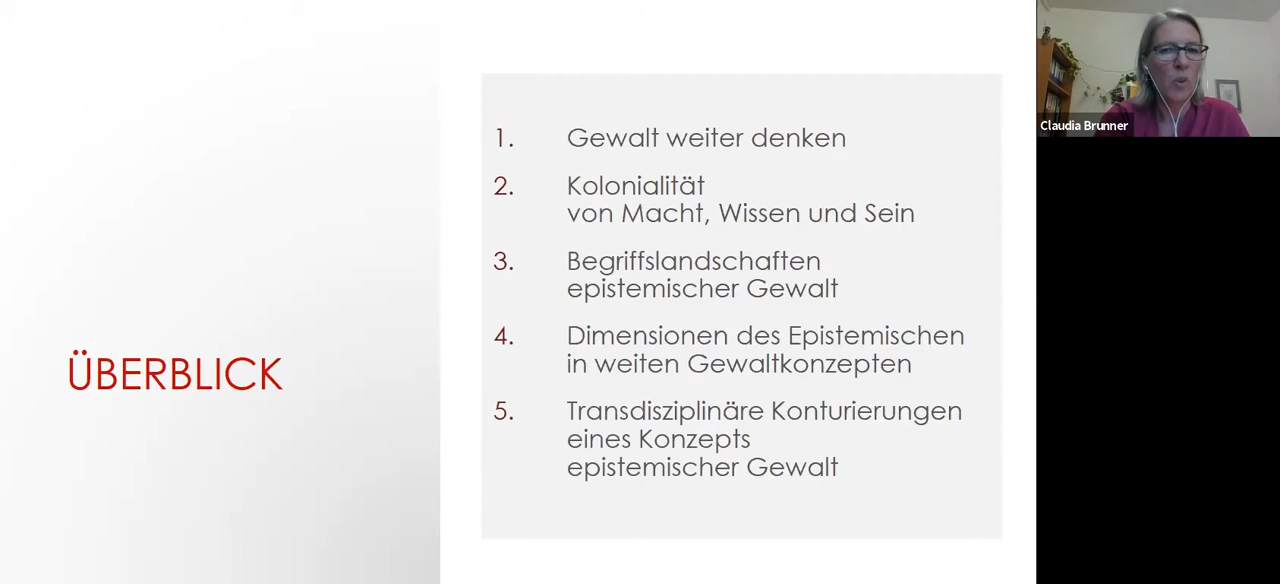 ÜBERBLICK
1. Gewalt weiter denken
2. Kolonialität
von Macht, Wissen und Sein
3. Begriffslandschaften
epistemischer Gewalt
4. Dimensionen des Epistemischen
in weiten Gewaltkonzepten
5. Transdisziplinäre Konturierungen
eines Konzepts
epistemischer Gewalt
Claudia Brunner